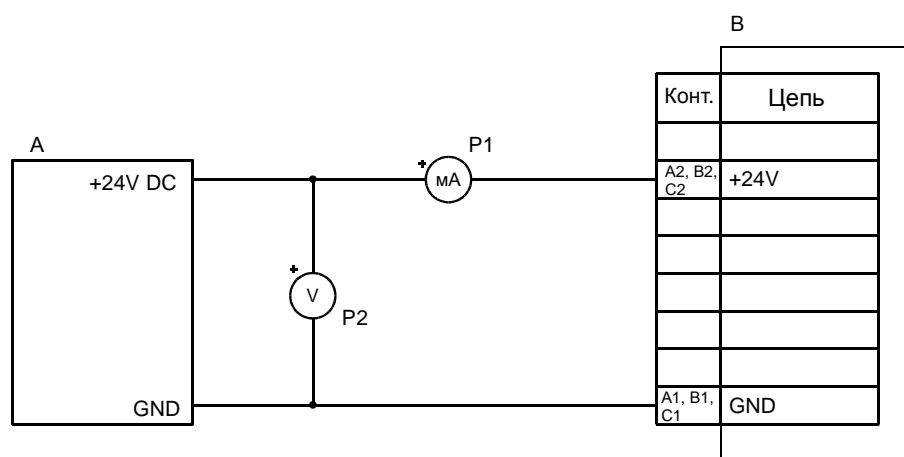 B
Конт.
Цепь
A
P1
+24V DC
мА
A2, B2,
C2
+24V
V
P2
GND
A1, B1,
C1
GND